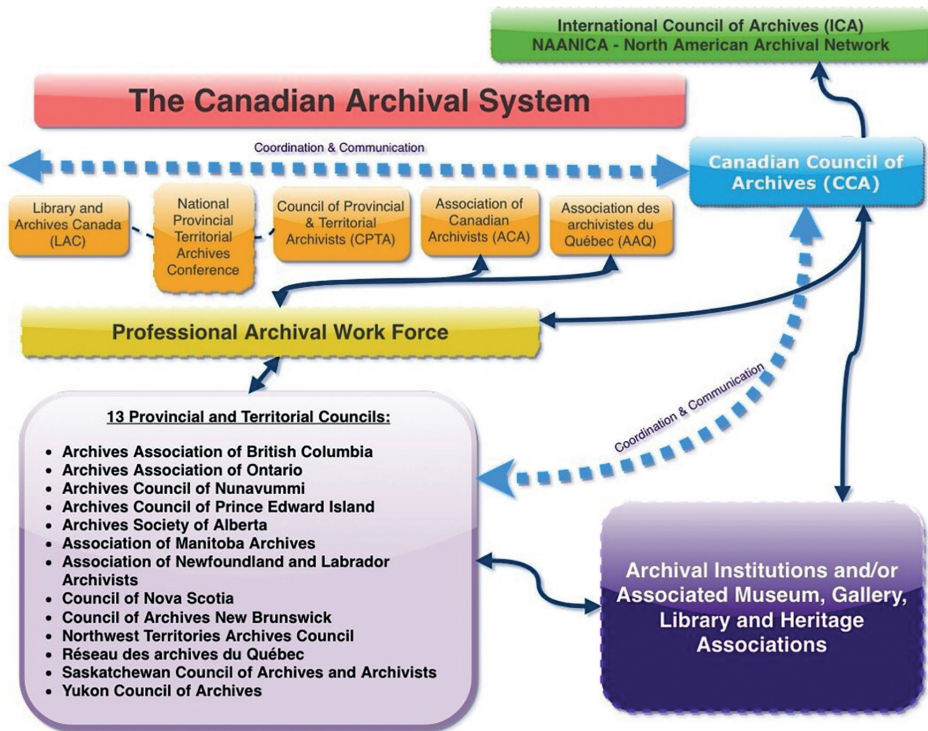 International Council of Archives (ICA)
NAANICA - North American Archival Network
The Canadian Archival System
Coordination & Communication
Canadian Council of
Archives (CCA)
Library and
Archives Canada
(LAC)
National
Provincial
Territorial
Archives
Conference
Council of Provincial
& Territorial
Archivists (CPTA)
Association of
Canadian
Archivists (ACA)
Association des
archivistes du
Québec (AAQ)
Professional Archival Work Force
Coordination & Communication
13 Provincial and Territorial Councils:
• Archives Association of British Columbia
• Archives Association of Ontario
• Archives Council of Nunavummi
• Archives Council of Prince Edward Island
• Archives Society of Alberta
• Association of Manitoba Archives
• Association of Newfoundland and Labrador
Archivists
• Council of Nova Scotia
• Council of Archives New Brunswick
• Northwest Territories Archives Council
• Réseau des archives du Québec
• Saskatchewan Council of Archives and Archivists
• Yukon Council of Archives
Archival Institutions and/or
Associated Museum, Gallery,
Library and Heritage
Associations